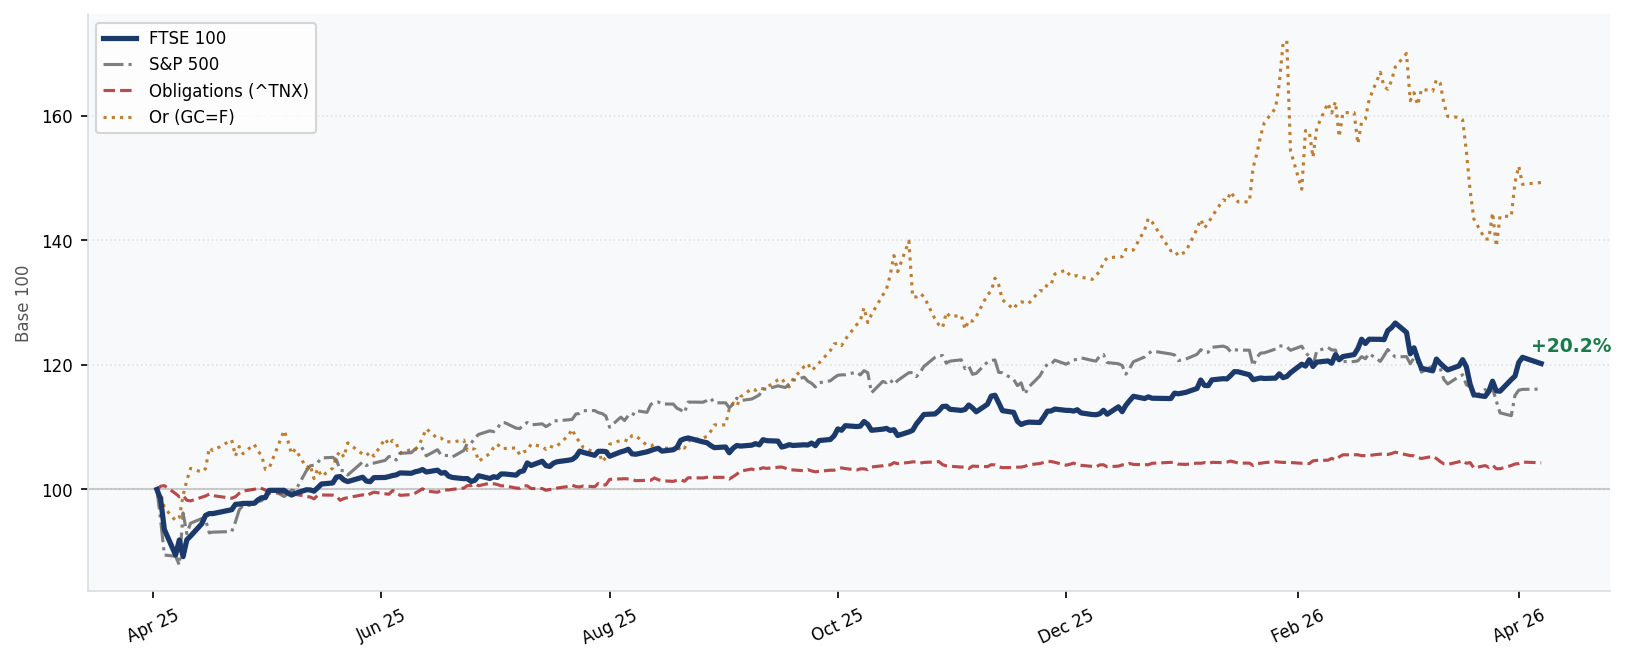 FTSE 100
S&P 500
Obligations (^TNX)
Or (GC=F)
Base 100
160
140
120
100
+20.2%
Apr 25
Jun 25
Aug 25
Oct 25
Dec 25
Feb 26
Apr 26